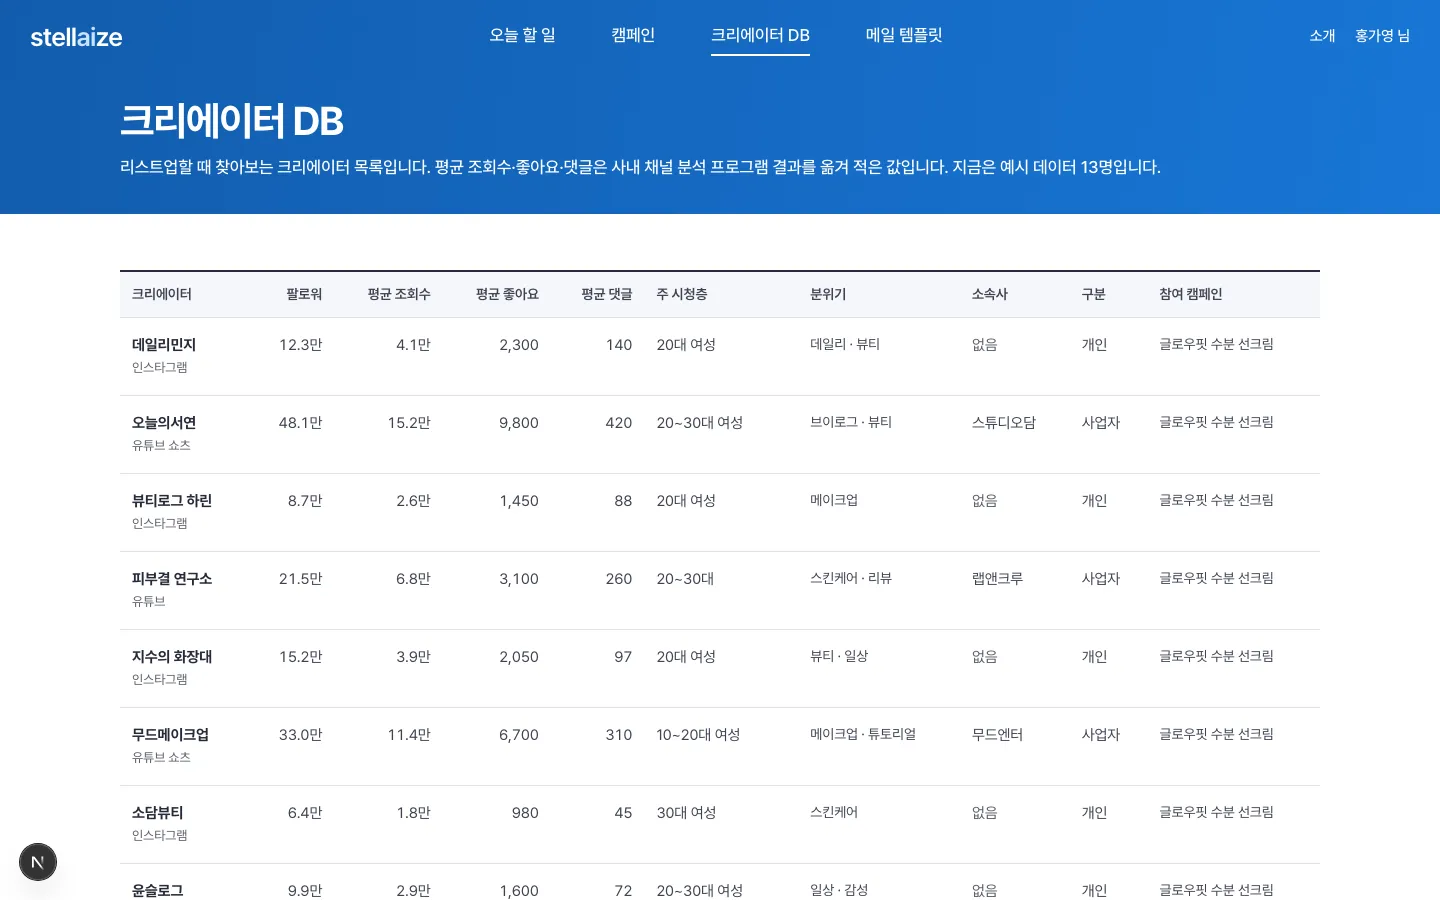 stellaize
오늘 할 일 캠페인 크리에이터 DB 메일 템플릿
소개 홍가영 님
크리에이터 DB
리스트업할 때 찾아보는 크리에이터 목록입니다. 평균 조회수·좋아요·댓글은 사내 채널 분석 프로그램 결과를 옮겨 적은 값입니다. 지금은 예시 데이터 13명입니다.
크리에이터 팔로워 평균 조회수 평균 좋아요 평균 댓글 주 시청층 분위기 소속사 구분 참여 캠페인
데일리민지 12.3만 4.1만 2,300 140 20대 여성 데일리 · 뷰티 없음 개인 글로우핏 수분 선크림
인스타그램
오늘의서연 48.1만 15.2만 9,800 420 20~30대 여성 브이로그 · 뷰티 스튜디오담 사업자 글로우핏 수분 선크림
유튜브 쇼츠
뷰티로그 하린 8.7만 2.6만 1,450 88 20대 여성 메이크업 없음 개인 글로우핏 수분 선크림
인스타그램
피부결 연구소 21.5만 6.8만 3,100 260 20~30대 스킨케어 · 리뷰 랩앤크루 사업자 글로우핏 수분 선크림
유튜브
지수의 화장대 15.2만 3.9만 2,050 97 20대 여성 뷰티 · 일상 없음 개인 글로우핏 수분 선크림
인스타그램
무드메이크업 33.0만 11.4만 6,700 310 10~20대 여성 메이크업 · 튜토리얼 무드엔터 사업자 글로우핏 수분 선크림
유튜브 쇼츠
소담뷰티 6.4만 1.8만 980 45 30대 여성 스킨케어 없음 개인 글로우핏 수분 선크림
인스타그램
윤슬로그 9.9만 2.9만 1,600 72 20~30대 여성 일상 · 감성 없음 개인 글로우핏 수분 선크림
N